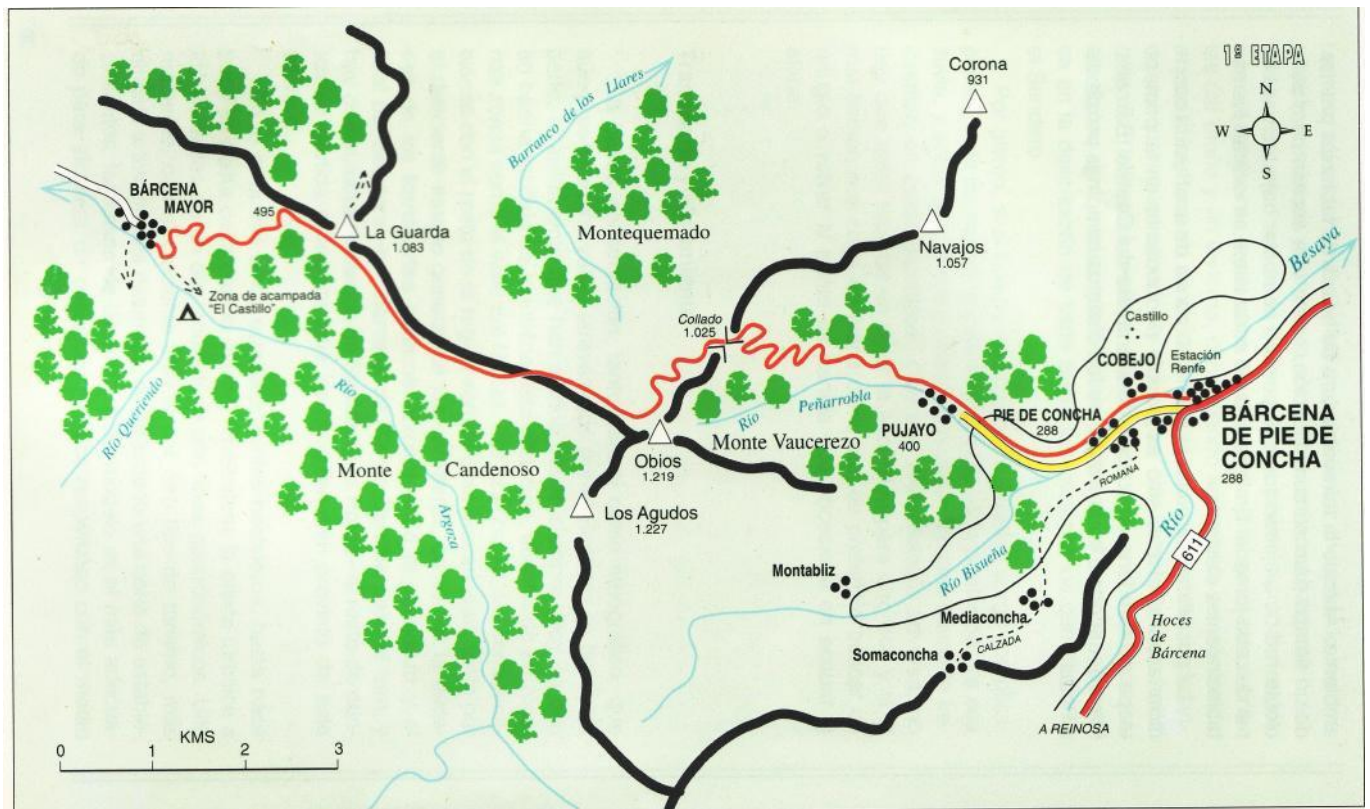 1ª ETAPA
N
W E
S
Corona
931
Barranco de los Llares
Besaya
BÁRCENA
MAYOR
495
La Guarda
1.083
Montequemado
Navajos
1.057
Zona de acampada
"El Castillo"
Collado
1.025
Castillo
COBEJO
Estación
Renfe
Río Queriendo
Río
Argoza
Río
Peñarrobla
PIE DE CONCHA
288
PUJAYO
400
BÁRCENA
DE PIE DE
CONCHA
288
Monte Candenoso
Obios
1.219
Monte Vaucerezo
ROMANA
Los Agudos
1.227
Río
611
Montabliz
Río Bixueña
Mediaconcha
Hoces
de
Bárcena
Somaconcha
CALZADA
A REINOSA
KMS
0 1 2 3